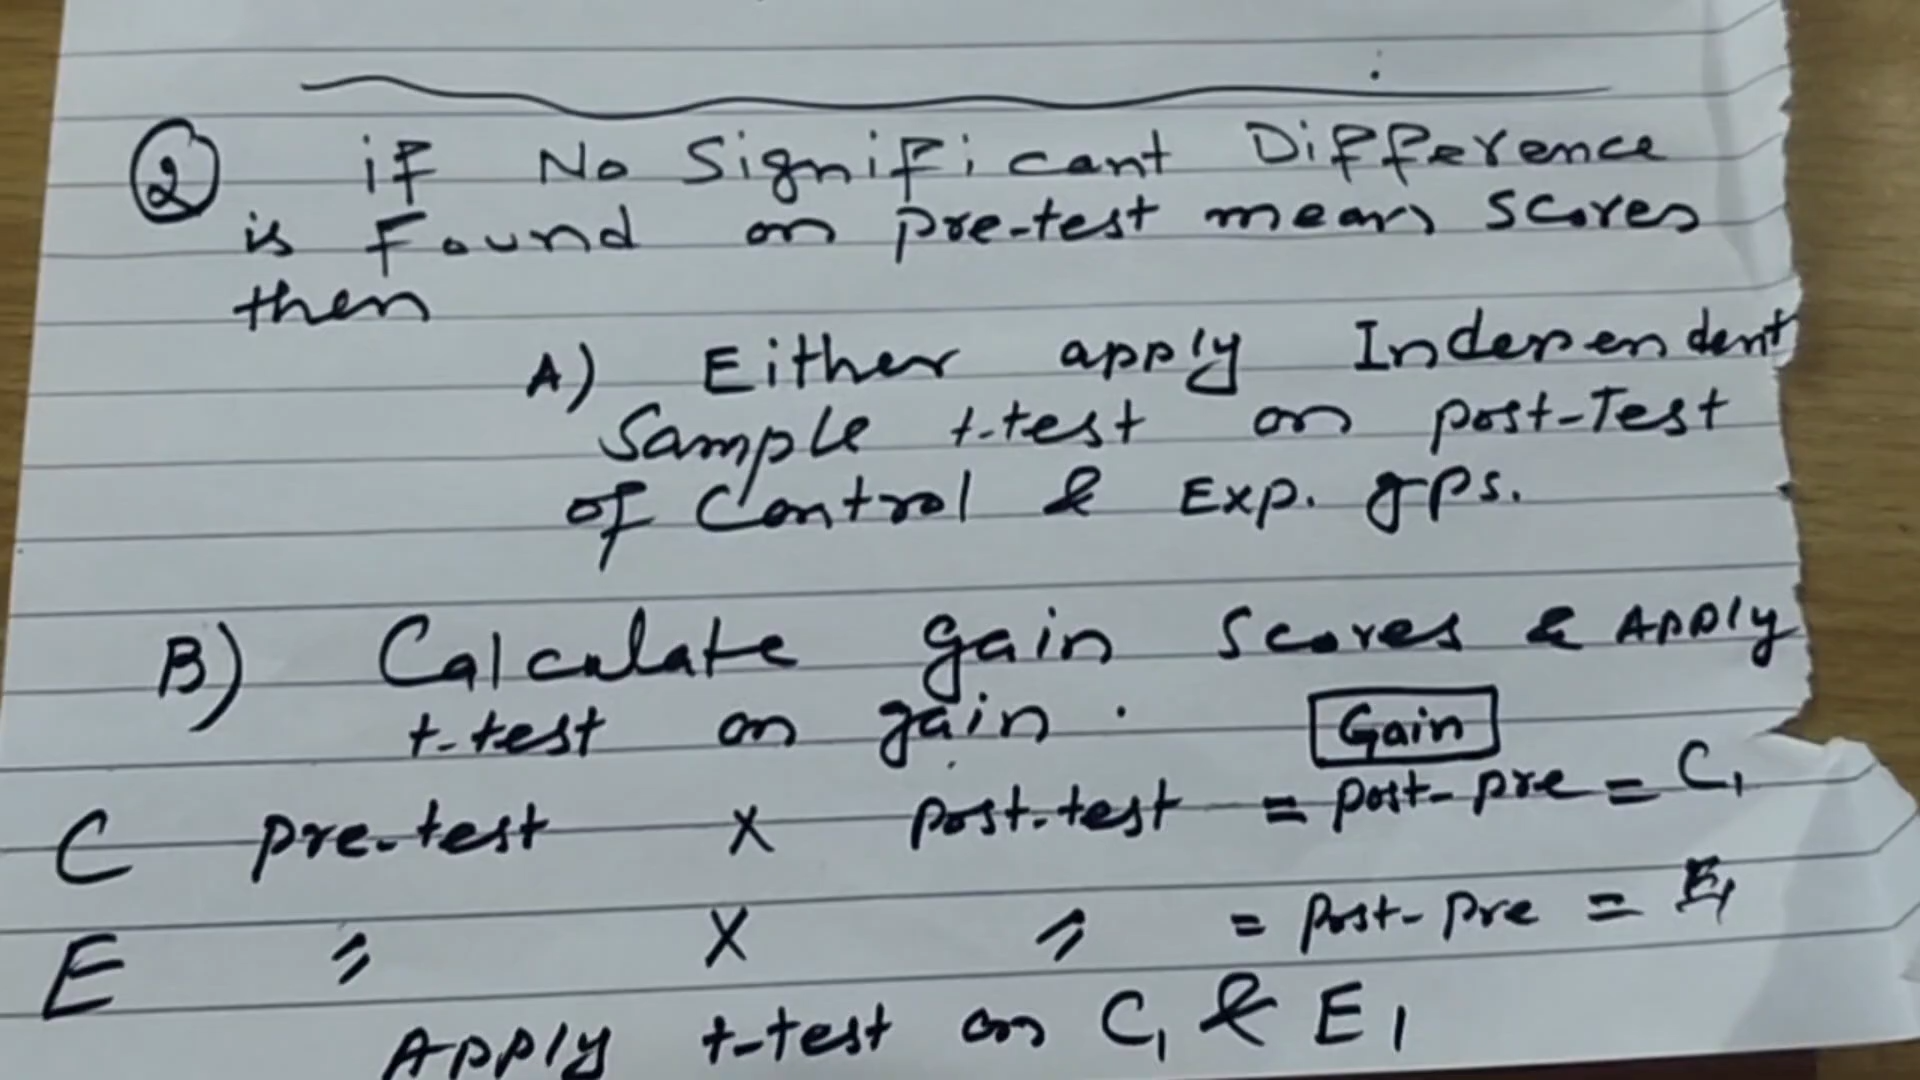 2 if No Significant Difference
is Found on pre-test mean scores
then
A) Either apply Independent
Sample t-test on post-Test
of Control & Exp. gps.
B) Calculate gain Scores & Apply
t-test on gain.
Gain
C pre-test X post-test = post-pre = C1
E " X " = post-pre = E1
Apply t-test on C1 & E1